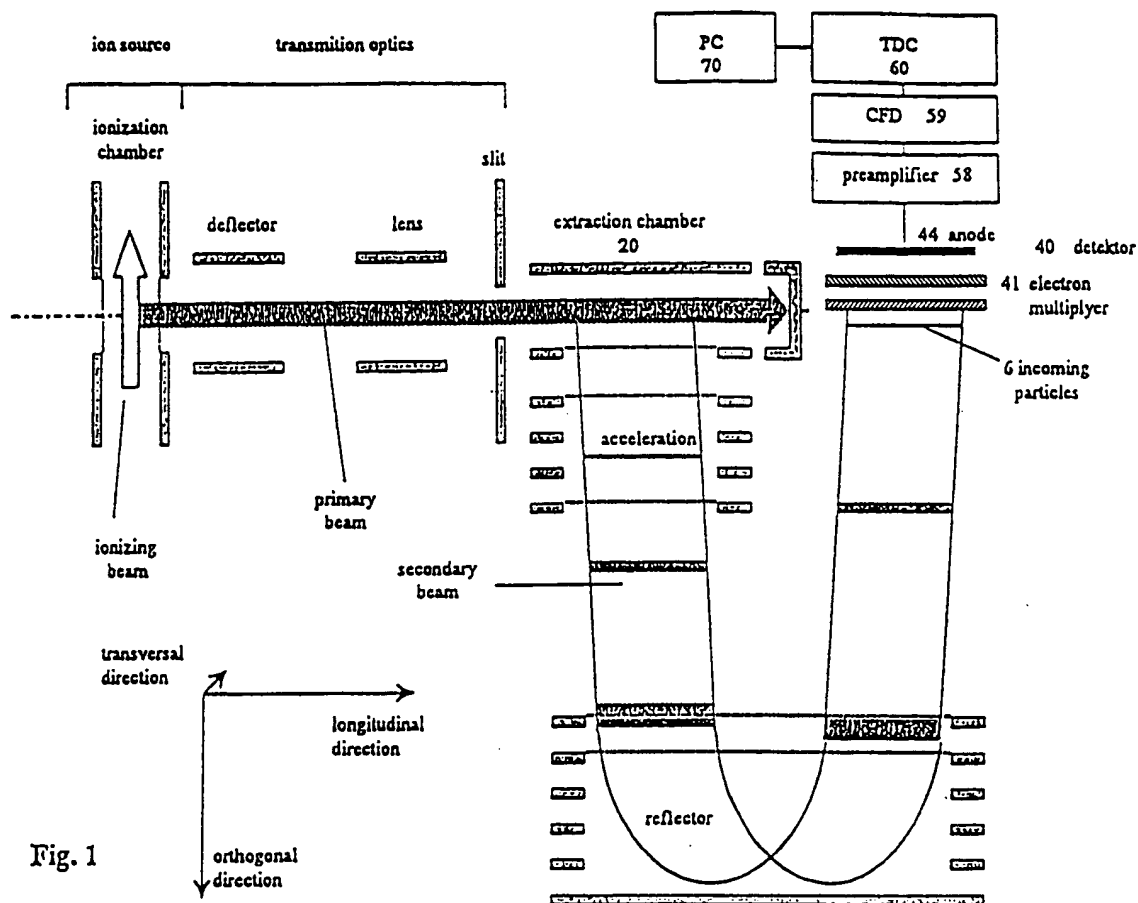 ion source
transmition optics
PC
70
TDC
60
ionization
chamber
CFD 59
slit
preamplifier 58
deflector
lens
extraction chamber
20
44 anode
40 detektor
41 electron
multiplyer
6 incoming
particles
acceleration
primary
beam
ionizing
beam
secondary
beam
transversal
direction
longitudinal
direction
reflector
Fig. 1
orthogonal
direction